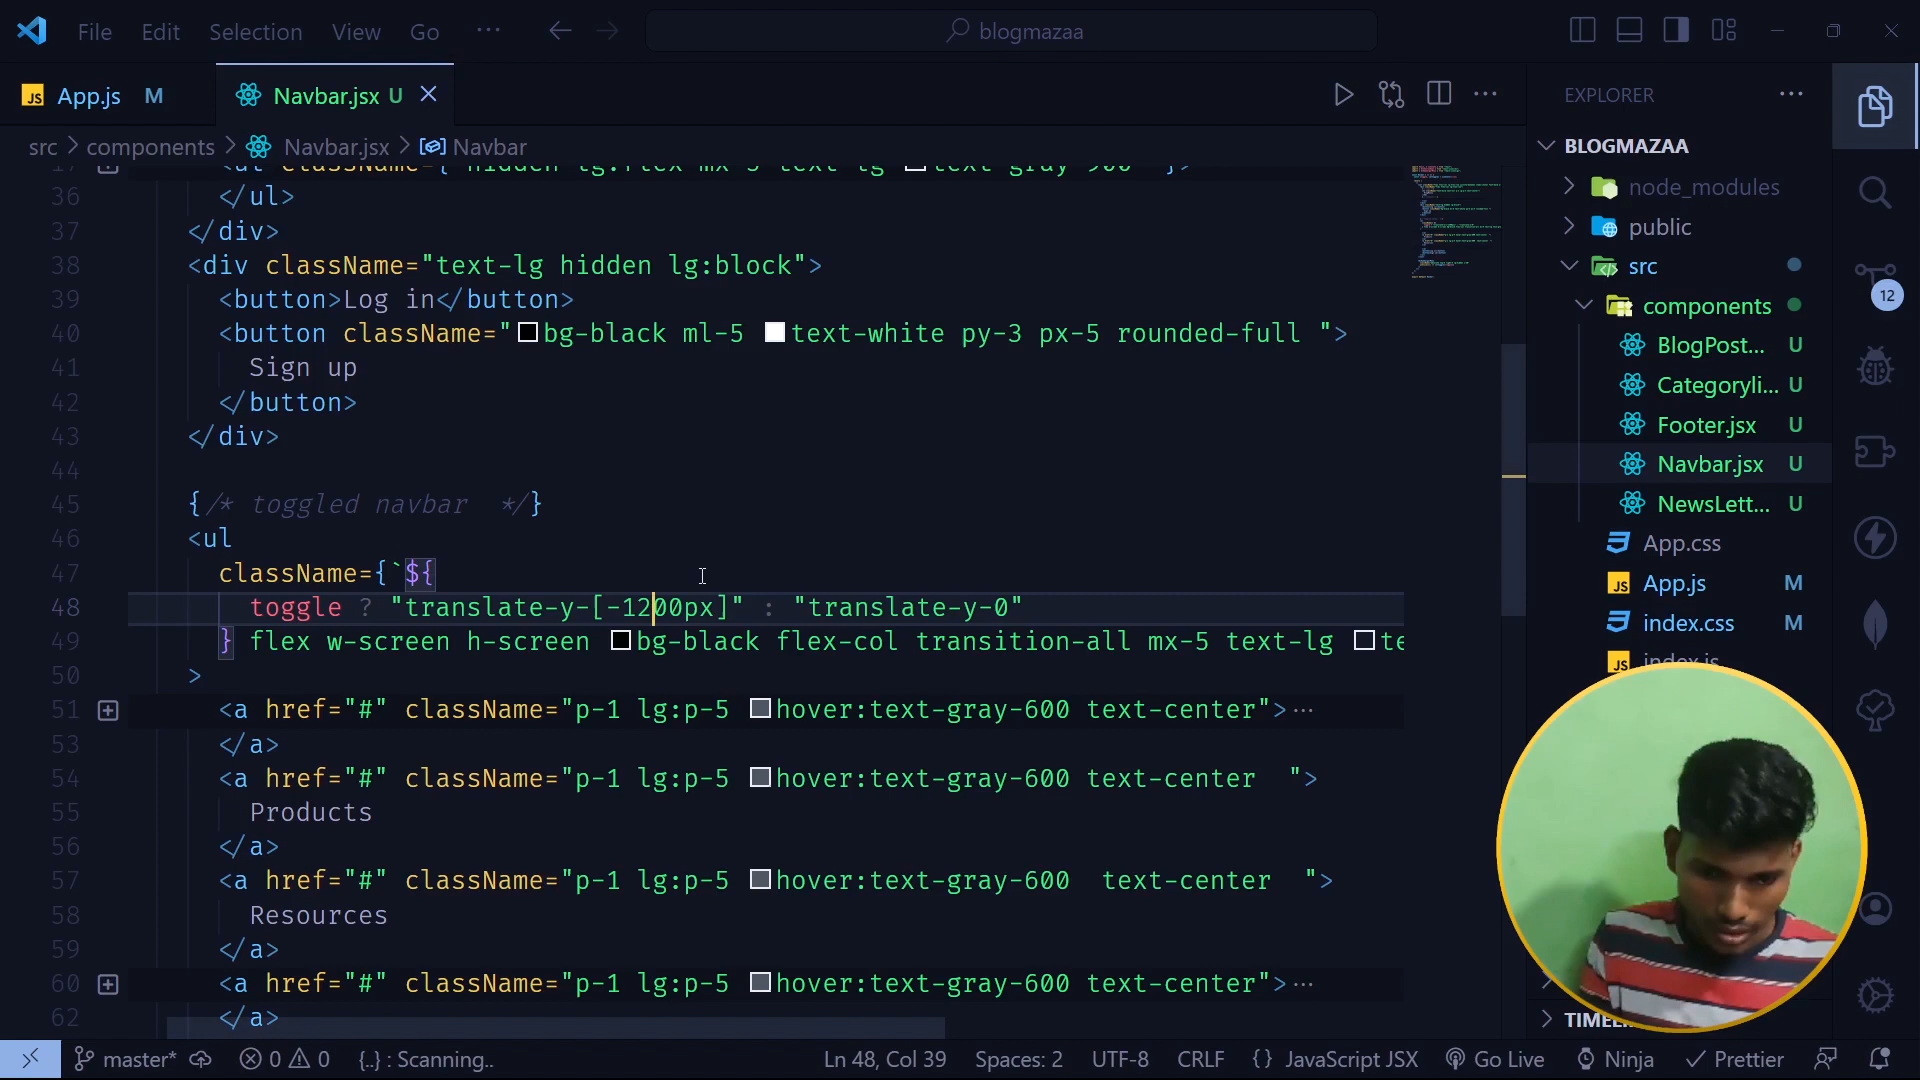 File Edit Selection View Go ··· blogmazaa
JS App.js M Navbar.jsx U
src > components > Navbar.jsx > Navbar
EXPLORER
36 </ul>
37 </div>
38 <div className="text-lg hidden lg:block">
39 <button>Log in</button>
40 <button className="bg-black ml-5 text-white py-3 px-5 rounded-full ">
41 Sign up
42 </button>
43 </div>
44
45 {/* toggled navbar */}
46 <ul
47 className={`${
48 toggle ? "translate-y-[-1200px]" : "translate-y-0"
49 } flex w-screen h-screen bg-black flex-col transition-all mx-5 text-lg te
50 >
51 <a href="#" className="p-1 lg:p-5 hover:text-gray-600 text-center">···
53 </a>
54 <a href="#" className="p-1 lg:p-5 hover:text-gray-600 text-center ">
55 Products
56 </a>
57 <a href="#" className="p-1 lg:p-5 hover:text-gray-600 text-center ">
58 Resources
59 </a>
60 <a href="#" className="p-1 lg:p-5 hover:text-gray-600 text-center">···
62 </a>
BLOGMAZAA
node_modules
public
src
components
BlogPost... U
Categoryli... U
Footer.jsx U
Navbar.jsx U
NewsLett... U
App.css
JS App.js M
index.css M
JS index.js
12
master* 0 0 {..} : Scanning.. Ln 48, Col 39 Spaces: 2 UTF-8 CRLF {} JavaScript JSX Go Live Ninja Prettier